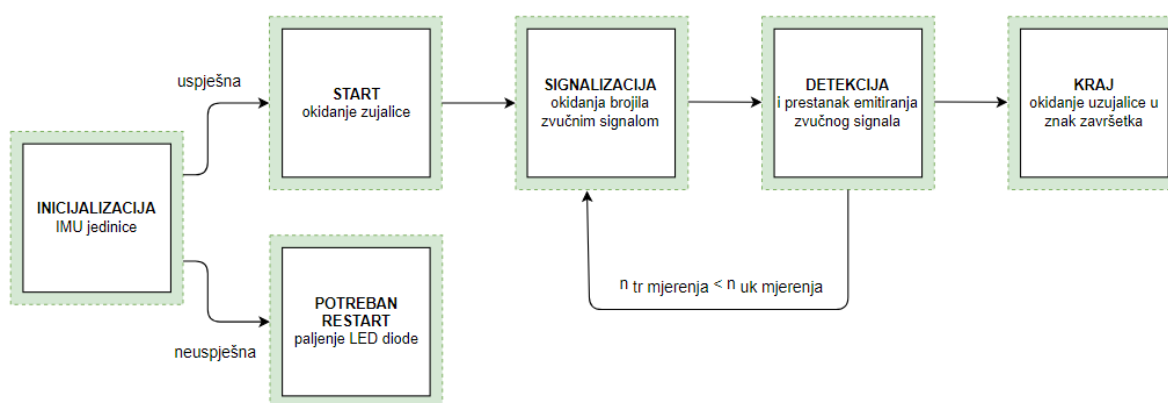 uspješna
START
okidanje zujalice
SIGNALIZACIJA
okidanja brojila
zvučnim signalom
DETEKCIJA
i prestanak emitiranja
zvučnog signala
KRAJ
okidanje uzujalice u
znak završetka
INICIJALIZACIJA
IMU jedinice
n tr mjerenja < n uk mjerenja
POTREBAN
RESTART
paljenje LED diode
neuspješna